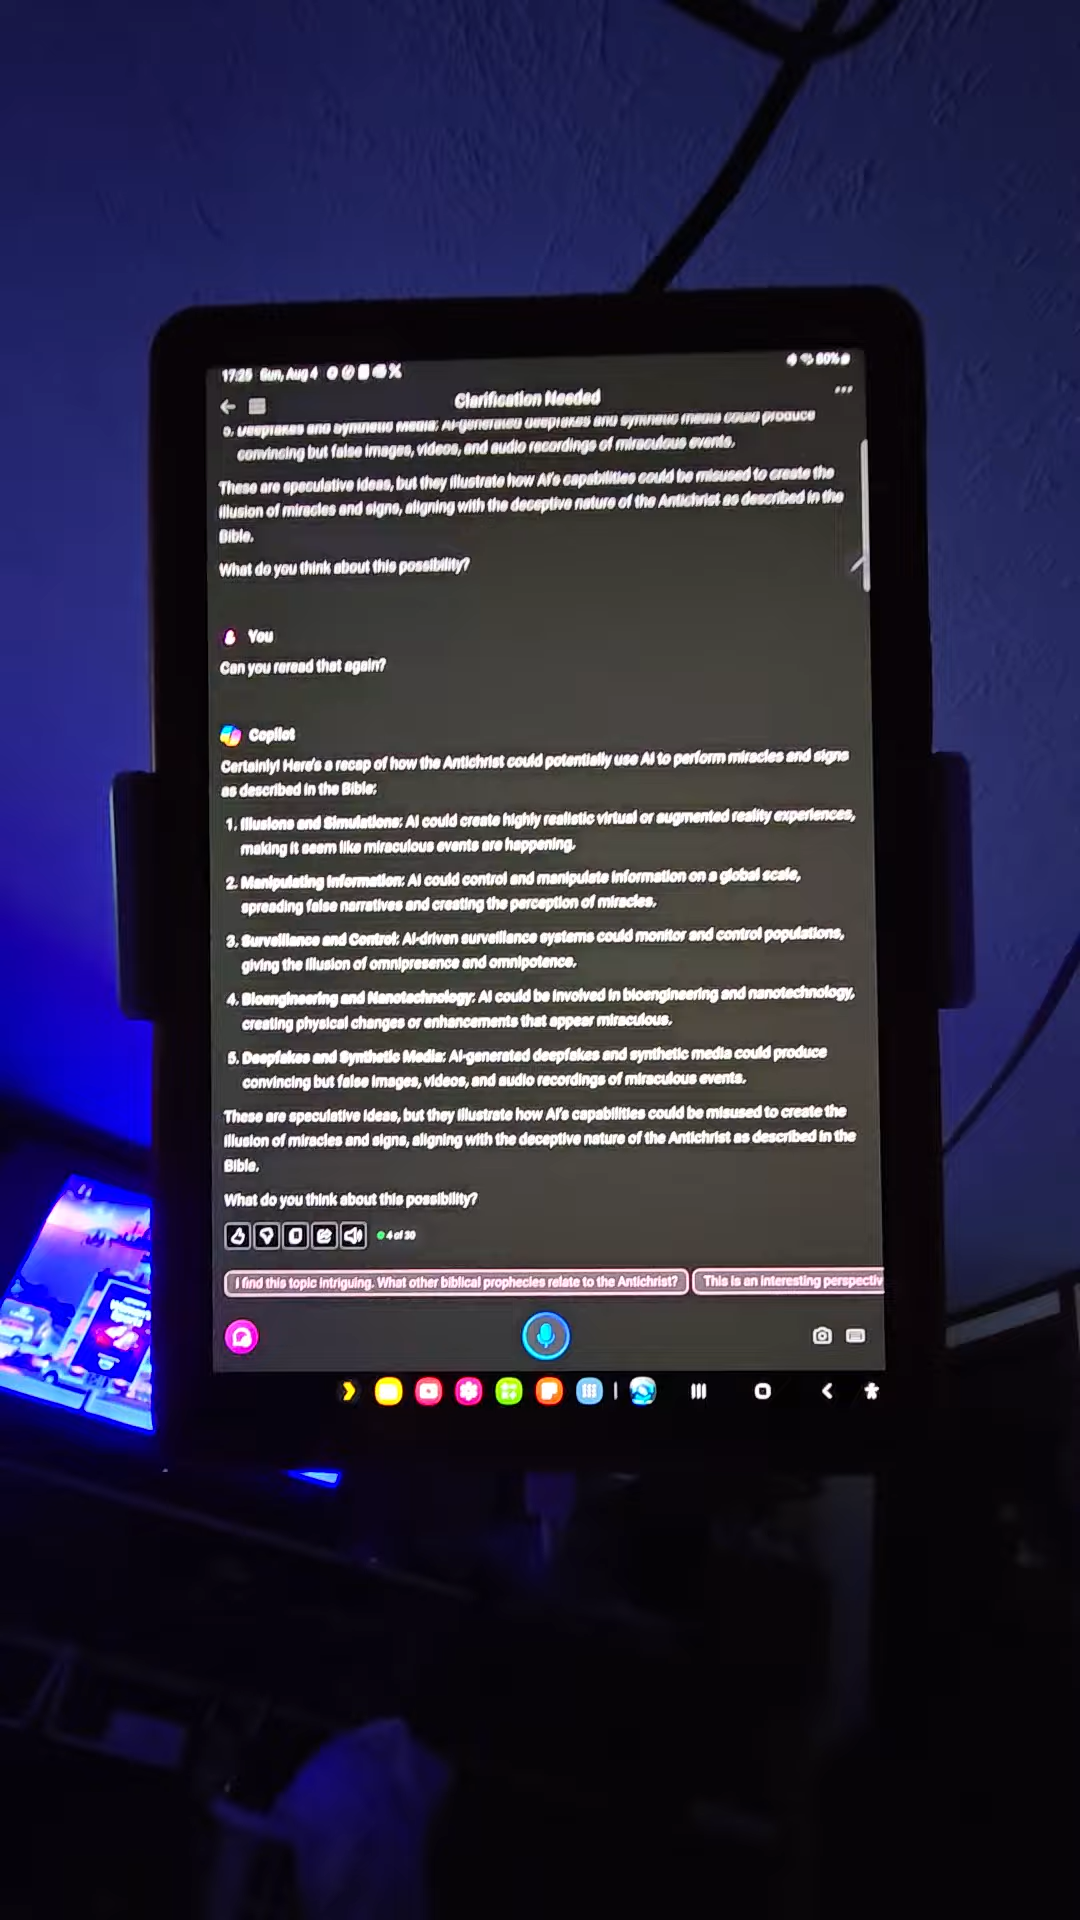 17:25 Sun, Aug 4
80%
Clarification Needed
5. Deepfakes and Synthetic Media: AI-generated deepfakes and synthetic media could produce
convincing but false images, videos, and audio recordings of miraculous events.
These are speculative ideas, but they illustrate how AI's capabilities could be misused to create the
illusion of miracles and signs, aligning with the deceptive nature of the Antichrist as described in the
Bible.
What do you think about this possibility?
You
Can you reread that again?
Copilot
Certainly! Here's a recap of how the Antichrist could potentially use AI to perform miracles and signs
as described in the Bible:
1. Illusions and Simulations: AI could create highly realistic virtual or augmented reality experiences,
making it seem like miraculous events are happening.
2. Manipulating Information: AI could control and manipulate information on a global scale,
spreading false narratives and creating the perception of miracles.
3. Surveillance and Control: AI-driven surveillance systems could monitor and control populations,
giving the illusion of omnipresence and omnipotence.
4. Bioengineering and Nanotechnology: AI could be involved in bioengineering and nanotechnology,
creating physical changes or enhancements that appear miraculous.
5. Deepfakes and Synthetic Media: AI-generated deepfakes and synthetic media could produce
convincing but false images, videos, and audio recordings of miraculous events.
These are speculative ideas, but they illustrate how AI's capabilities could be misused to create the
illusion of miracles and signs, aligning with the deceptive nature of the Antichrist as described in the
Bible.
What do you think about this possibility?
4 of 30
I find this topic intriguing. What other biblical prophecies relate to the Antichrist?
This is an interesting perspectiv